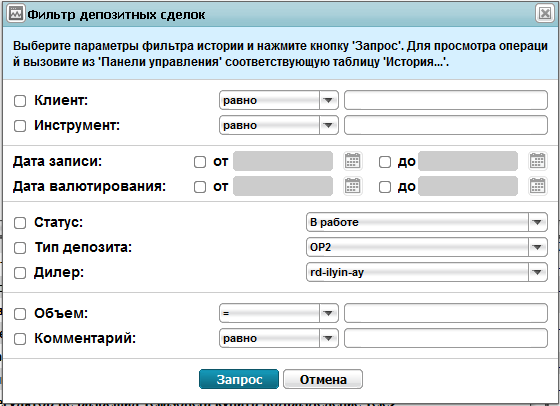 Фильтр депозитных сделок
Выберите параметры фильтра истории и нажмите кнопку 'Запрос'. Для просмотра операци
й вызовите из 'Панели управления' соответствующую таблицу 'История...'.
Клиент: равно
Инструмент: равно
Дата записи: от до
Дата валютирования: от до
Статус: В работе
Тип депозита: OP2
Дилер: rd-ilyin-ay
Объем: =
Комментарий: равно
Запрос Отмена